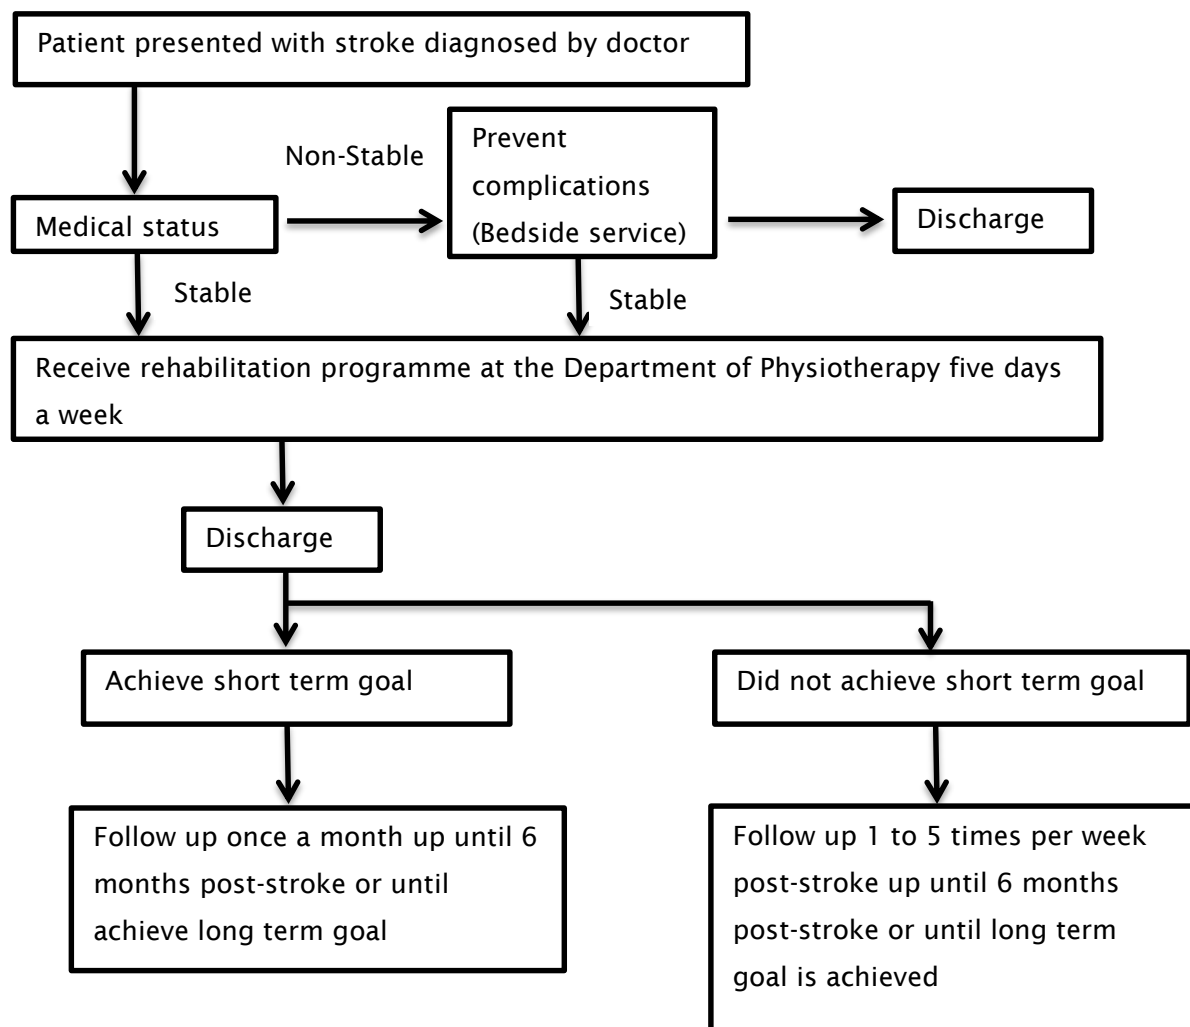 Patient presented with stroke diagnosed by doctor
Non-Stable
Prevent
complications
(Bedside service)
Medical status
Discharge
Stable
Stable
Receive rehabilitation programme at the Department of Physiotherapy five days
a week
Discharge
Achieve short term goal
Did not achieve short term goal
Follow up once a month up until 6
months post-stroke or until
achieve long term goal
Follow up 1 to 5 times per week
post-stroke up until 6 months
post-stroke or until long term
goal is achieved